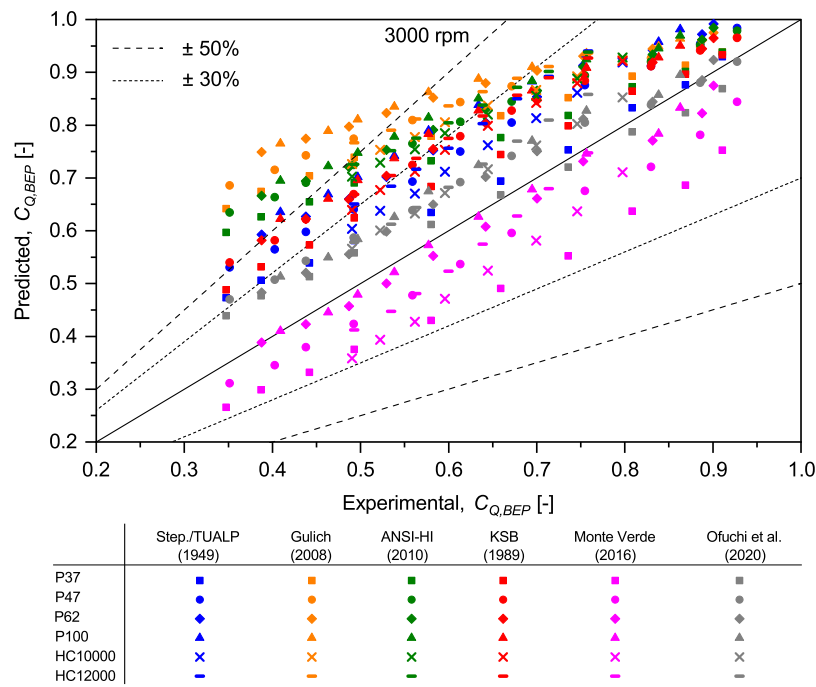 1.0
0.9
0.8
0.7
0.6
0.5
0.4
0.3
0.2
Predicted, C_Q,BEP [-]
3000 rpm
± 50%
± 30%
0.2 0.3 0.4 0.5 0.6 0.7 0.8 0.9 1.0
Experimental, C_Q,BEP [-]
Step./TUALP Gulich ANSI-HI KSB Monte Verde Ofuchi et al.
(1949) (2008) (2010) (1989) (2016) (2020)
P37
P47
P62
P100
HC10000
HC12000